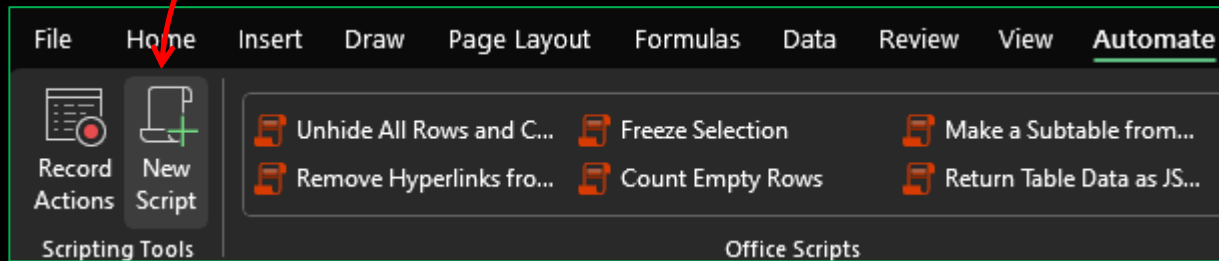 File Home Insert Draw Page Layout Formulas Data Review View Automate
Record Actions
New Script
Unhide All Rows and C... Freeze Selection Make a Subtable from...
Remove Hyperlinks fro... Count Empty Rows Return Table Data as JS...
Scripting Tools Office Scripts